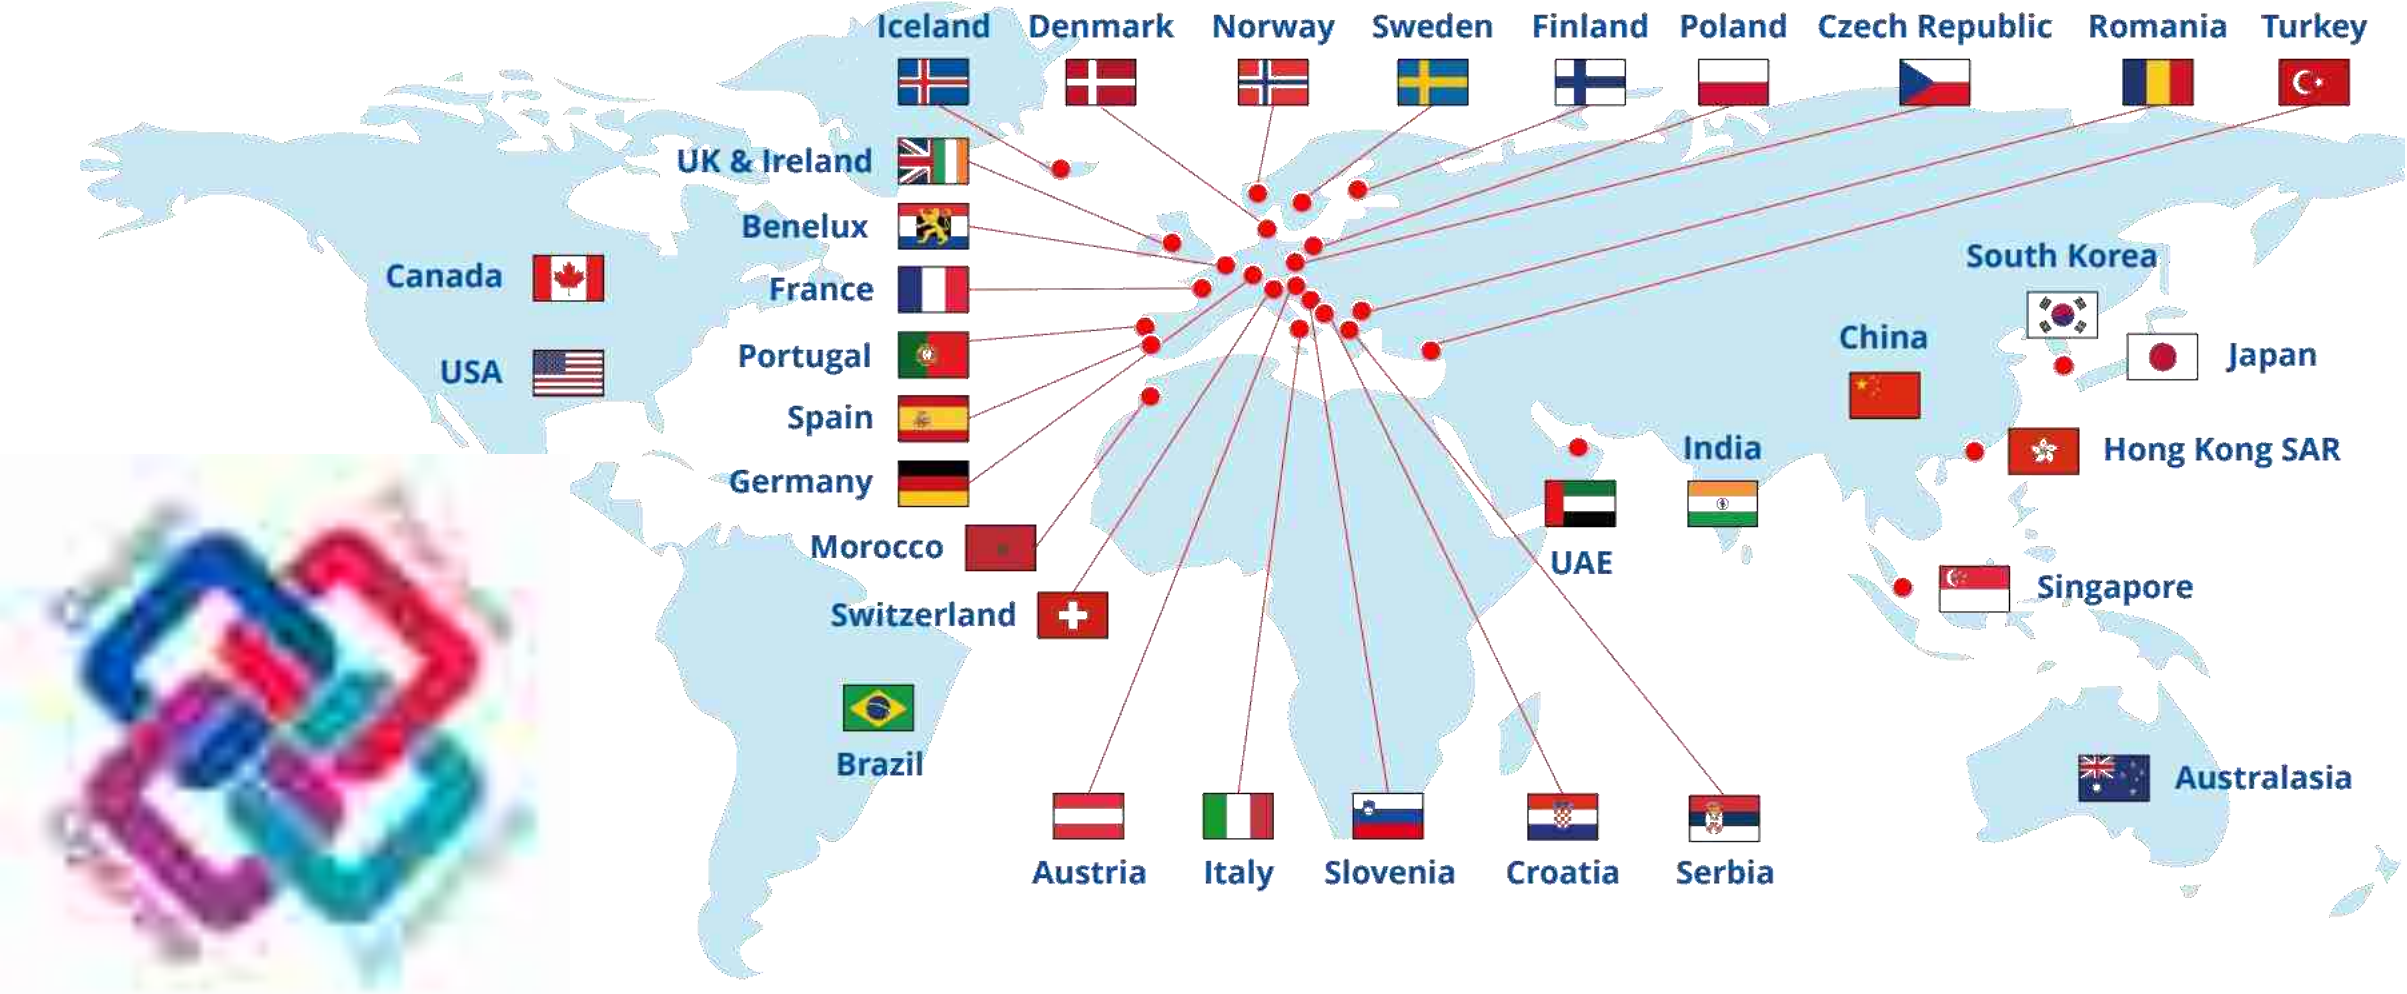 Iceland
Denmark
Norway
Sweden
Finland
Poland
Czech Republic
Romania
Turkey
UK & Ireland
Benelux
France
Portugal
Spain
Germany
Morocco
Switzerland
Canada
USA
Brazil
Austria
Italy
Slovenia
Croatia
Serbia
UAE
India
China
South Korea
Japan
Hong Kong SAR
Singapore
Australasia